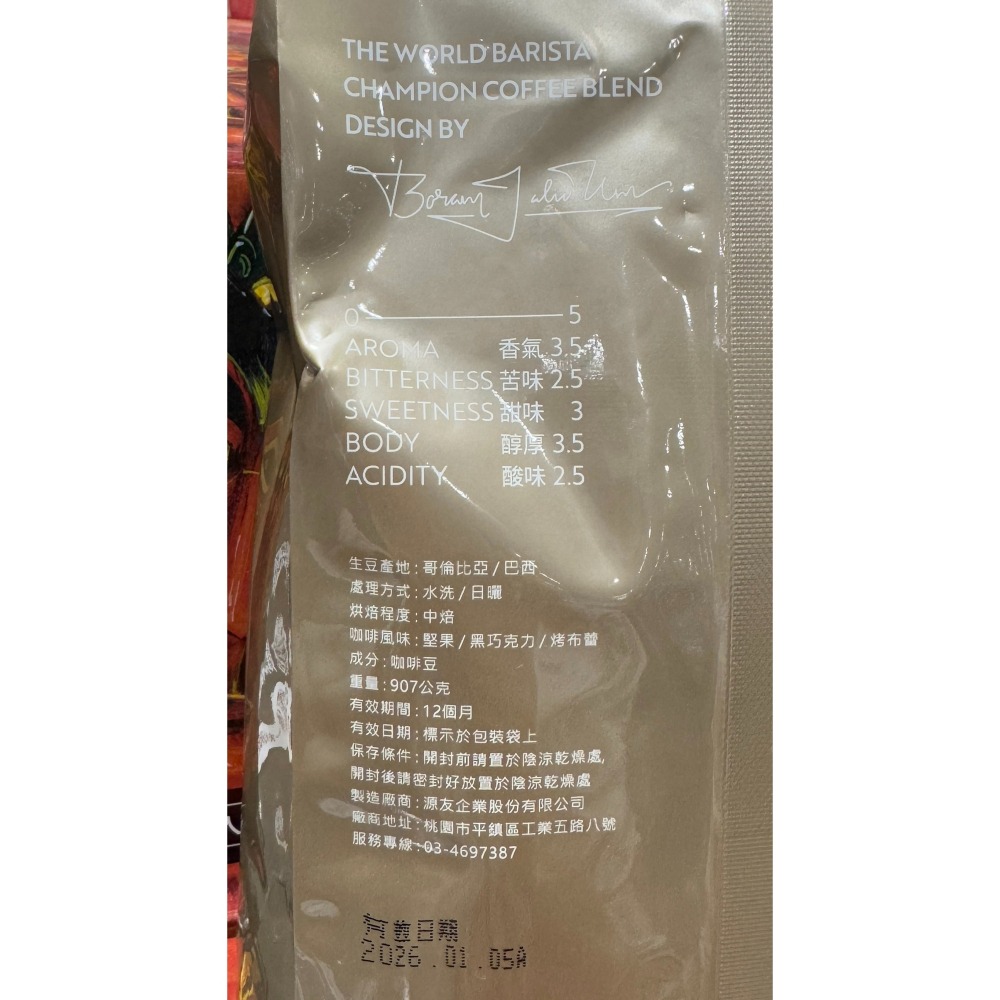 THE WORLD BARISTA
CHAMPION COFFEE BLEND
DESIGN BY
Boram Julio Um
0 5
AROMA 香氣 3.5
BITTERNESS 苦味 2.5
SWEETNESS 甜味 3
BODY 醇厚 3.5
ACIDITY 酸味 2.5
生豆產地:哥倫比亞/巴西
處理方式:水洗/日曬
烘焙程度:中焙
咖啡風味:堅果/黑巧克力/烤布蕾
成分:咖啡豆
重量:907公克
有效期間:12個月
有效日期:標示於包裝袋上
保存條件:開封前請置於陰涼乾燥處,
開封後請密封好放置於陰涼乾燥處
製造廠商:源友企業股份有限公司
廠商地址:桃園市平鎮區工業五路八號
服務專線:03-4697387
有效日期
2026.01.05A